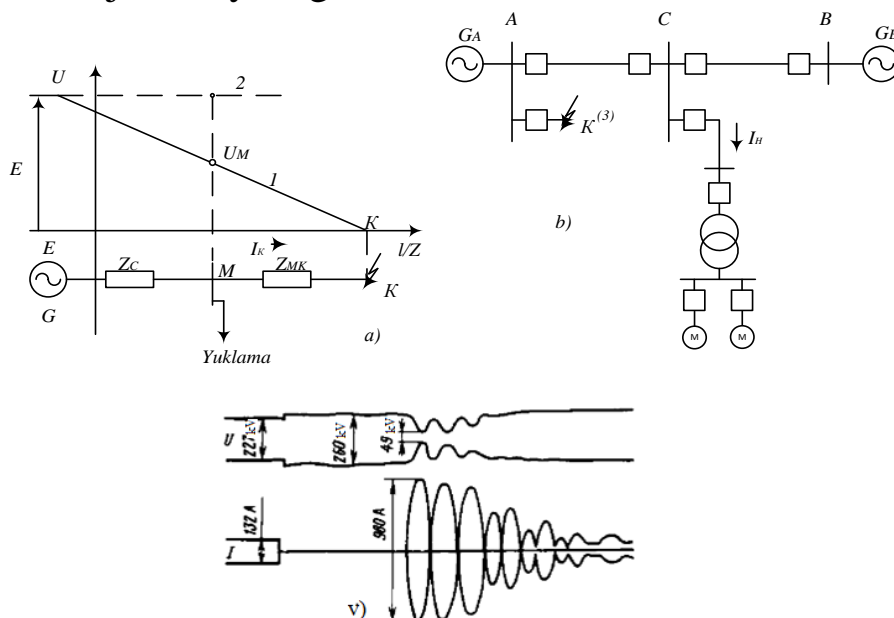 U
2
E
U_M
1
K
I_K
l/Z
E
Z_C
M
Z_MK
K
G
a)
Yuklama
A
C
B
G_A
G_B
K^(3)
I_H
b)
M
M
U
227 kV
260 kV
49 kV
132 A
I
980 A
v)